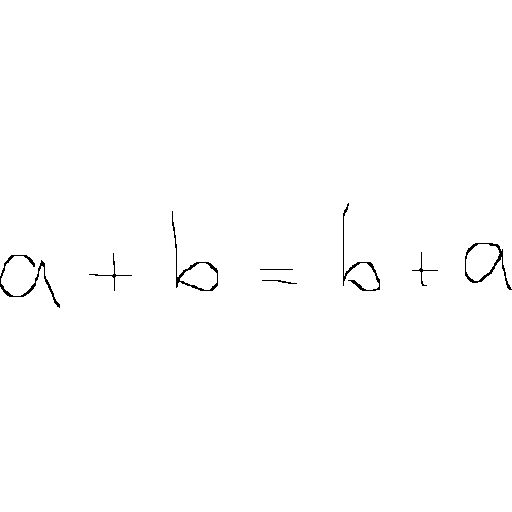 a + b = b + a